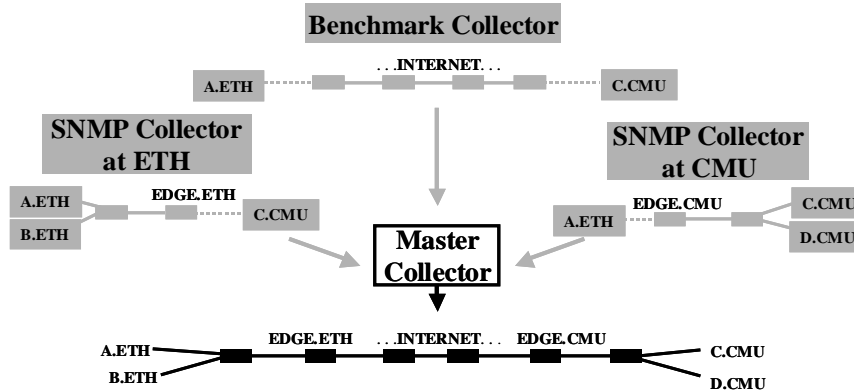 Benchmark Collector
. . .INTERNET. . .
A.ETH
C.CMU
SNMP Collector
at ETH
SNMP Collector
at CMU
A.ETH
EDGE.ETH
B.ETH
C.CMU
EDGE.CMU
C.CMU
A.ETH
D.CMU
Master
Collector
EDGE.ETH
. . .INTERNET. . .
EDGE.CMU
A.ETH
C.CMU
B.ETH
D.CMU